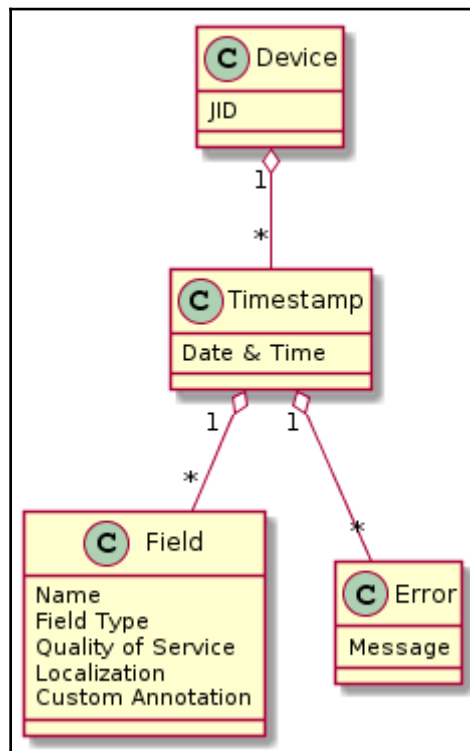 C Device
JID
1
*
C Timestamp
Date & Time
1 1
*
*
C Field
Name
Field Type
Quality of Service
Localization
Custom Annotation
C Error
Message